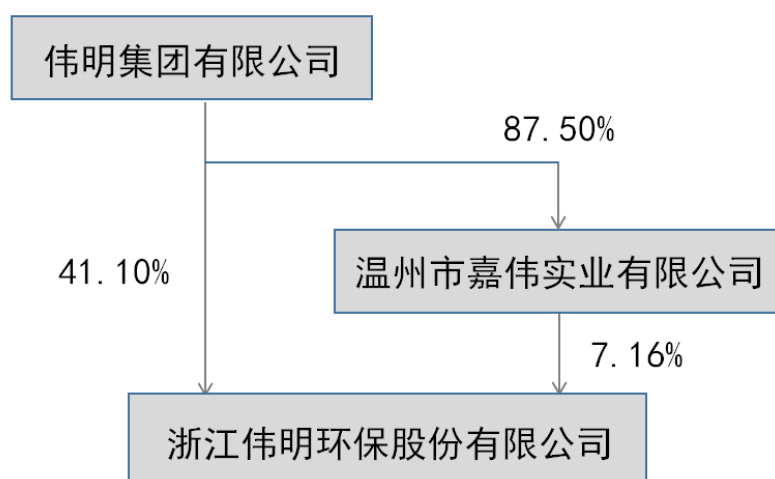 伟明集团有限公司
87.50%
41.10%
温州市嘉伟实业有限公司
7.16%
浙江伟明环保股份有限公司